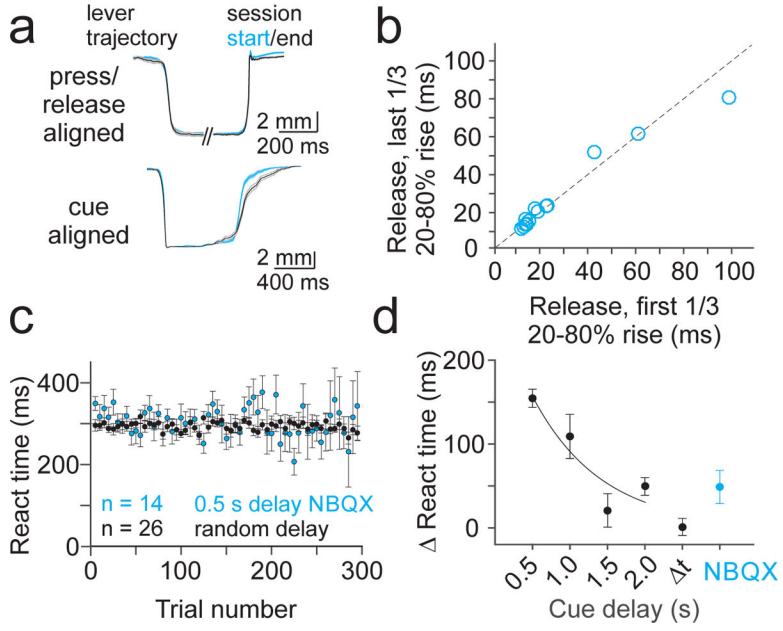 a
lever
trajectory
session
start/end
press/
release
aligned
2 mm
200 ms
cue
aligned
2 mm
400 ms
b
Release, last 1/3
20-80% rise (ms)
100
80
60
40
20
0
0 20 40 60 80 100
Release, first 1/3
20-80% rise (ms)
c
React time (ms)
400
300
200
100
0
n = 14 0.5 s delay NBQX
n = 26 random delay
0 100 200 300
Trial number
d
Δ React time (ms)
200
100
0
0.5 1.0 1.5 2.0 Δt NBQX
Cue delay (s)